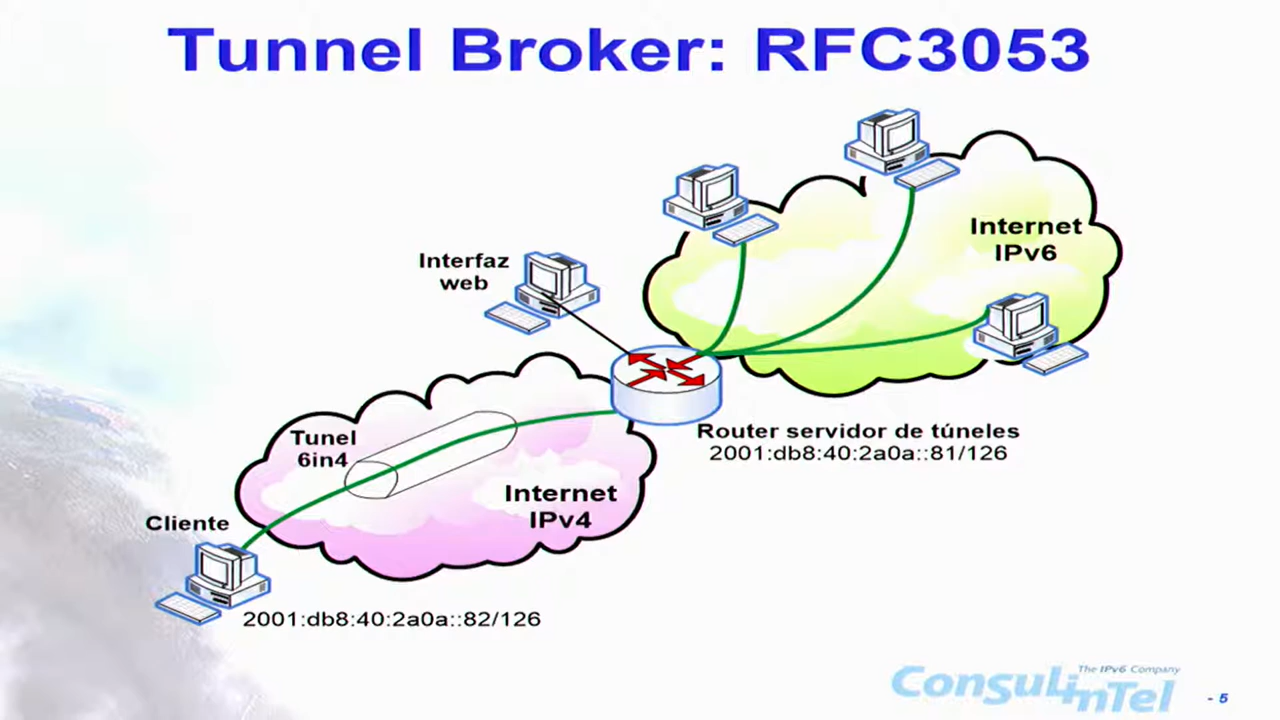 Tunnel Broker: RFC3053
Internet
IPv6
Interfaz
web
Router servidor de túneles
2001:db8:40:2a0a::81/126
Tunel
6in4
Internet
IPv4
Cliente
2001:db8:40:2a0a::82/126
The IPv6 Company
ConsulinTel
- 5